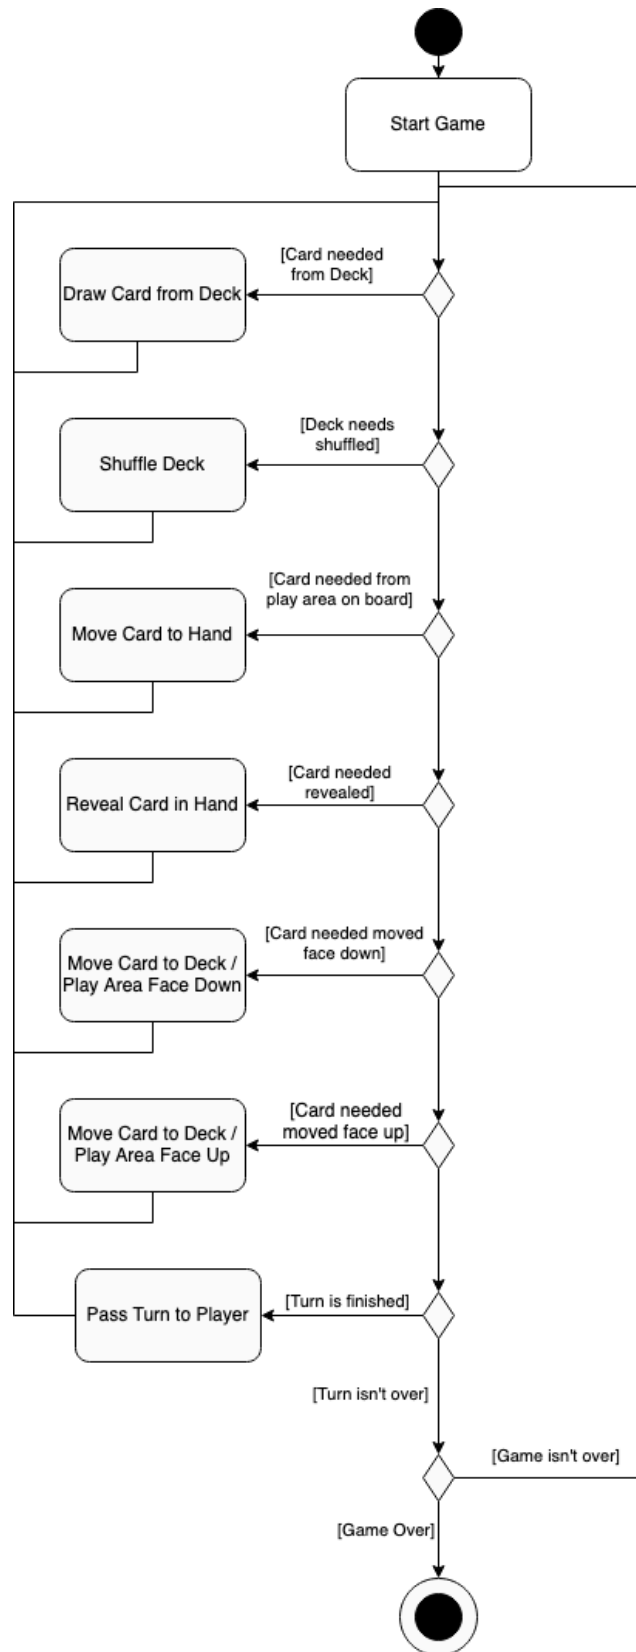 Start Game
[Card needed
from Deck]
Draw Card from Deck
[Deck needs
shuffled]
Shuffle Deck
[Card needed from
play area on board]
Move Card to Hand
[Card needed
revealed]
Reveal Card in Hand
[Card needed moved
face down]
Move Card to Deck /
Play Area Face Down
[Card needed
moved face up]
Move Card to Deck /
Play Area Face Up
[Turn is finished]
Pass Turn to Player
[Turn isn't over]
[Game isn't over]
[Game Over]